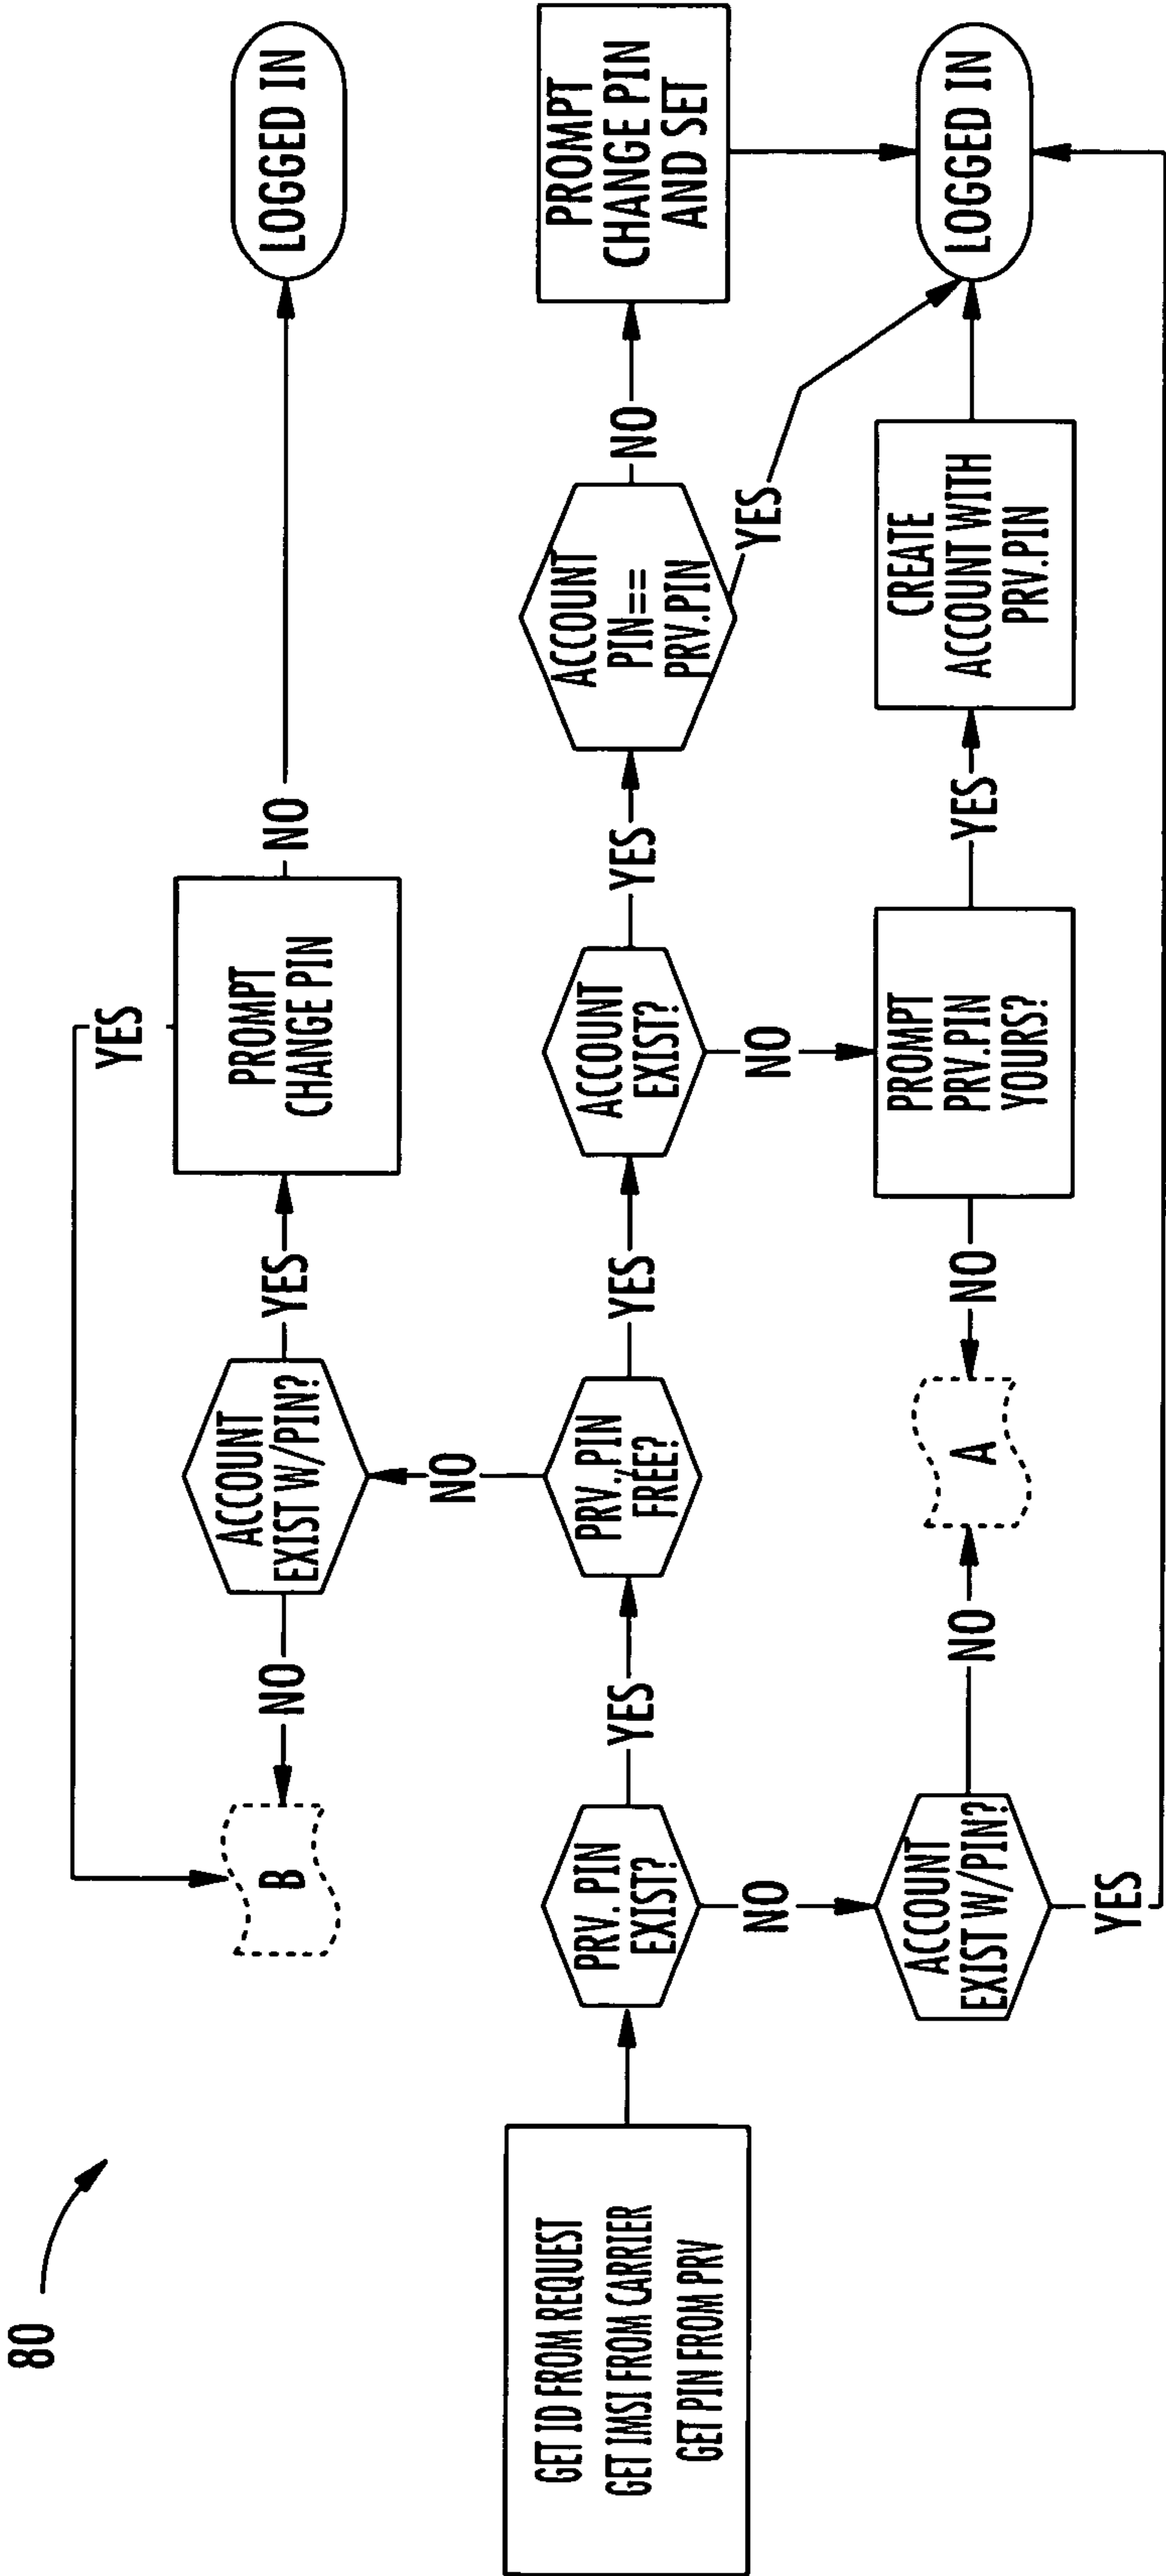 80
GET ID FROM REQUEST
GET IMSI FROM CARRIER
GET PIN FROM PRV
PRV. PIN
EXIST?
YES
NO
PRV. PIN
FREE?
YES
NO
ACCOUNT
EXIST W/PIN?
NO
B
YES
PROMPT
CHANGE PIN
YES
NO
LOGGED IN
ACCOUNT
EXIST?
YES
NO
ACCOUNT
PIN==
PRV.PIN
NO
YES
PROMPT
CHANGE PIN
AND SET
ACCOUNT
EXIST W/PIN?
NO
YES
A
NO
PROMPT
PRV.PIN
YOURS?
YES
CREATE
ACCOUNT WITH
PRV.PIN
LOGGED IN